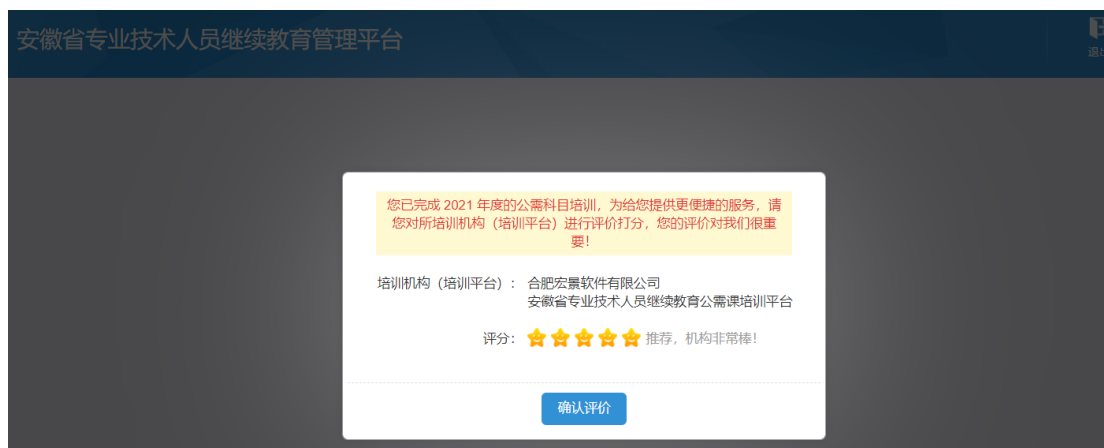 安徽省专业技术人员继续教育管理平台
退出
您已完成 2021 年度的公需科目培训，为给您提供更便捷的服务，请
您对所培训机构（培训平台）进行评价打分，您的评价对我们很重
要！
培训机构（培训平台）： 合肥宏景软件有限公司
安徽省专业技术人员继续教育公需课培训平台
评分： 推荐，机构非常棒！
确认评价